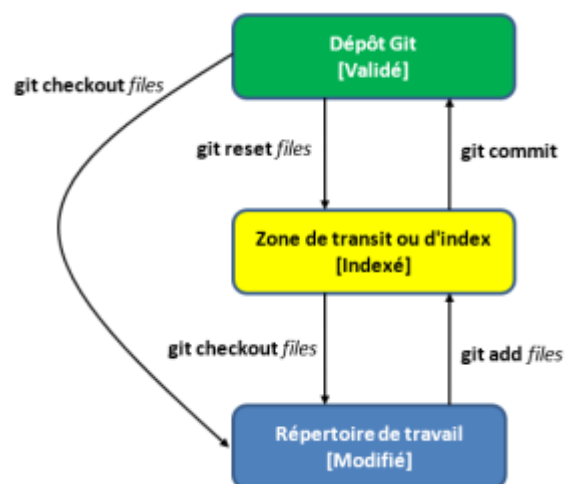 Dépôt Git
[Validé]
git checkout files
git reset files
git commit
Zone de transit ou d'index
[Indexé]
git checkout files
git add files
Répertoire de travail
[Modifié]